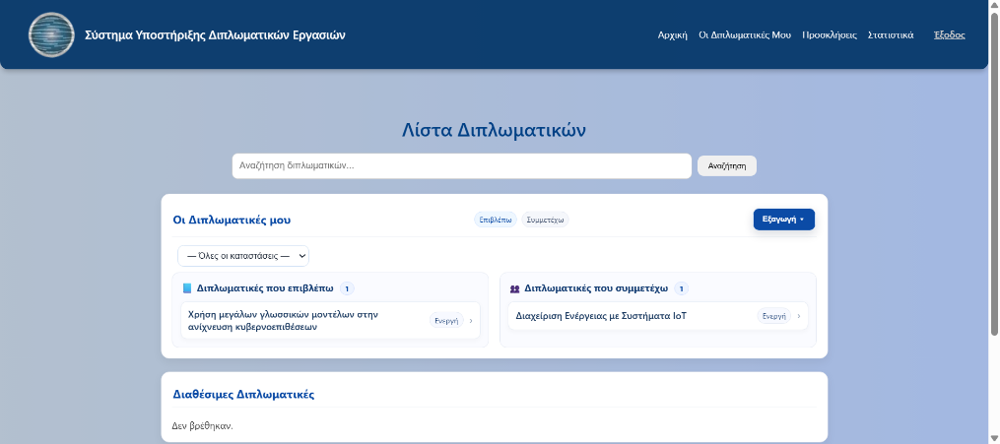 Σύστημα Υποστήριξης Διπλωματικών Εργασιών
Αρχική Οι Διπλωματικές Μου Προσκλήσεις Στατιστικά Έξοδος
Λίστα Διπλωματικών
Αναζήτηση διπλωματικών...
Αναζήτηση
Οι Διπλωματικές μου
Επιβλέπω
Συμμετέχω
Εξαγωγή
— Όλες οι καταστάσεις —
Διπλωματικές που επιβλέπω 1
Χρήση μεγάλων γλωσσικών μοντέλων στην
ανίχνευση κυβερνοεπιθέσεων
Ενεργή
Διπλωματικές που συμμετέχω 1
Διαχείριση Ενέργειας με Συστήματα IoT
Ενεργή
Διαθέσιμες Διπλωματικές
Δεν βρέθηκαν.